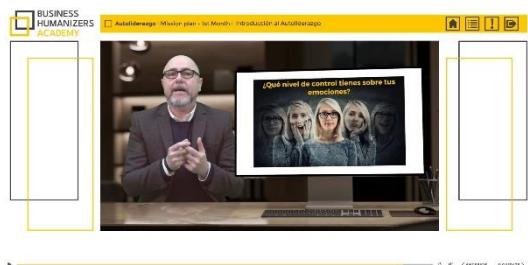 BUSINESS
HUMANIZERS
ACADEMY
Autoliderazgo · Mission plan · 1st Month · Introducción al Autoliderazgo
¿Qué nivel de control tienes sobre tus
emociones?